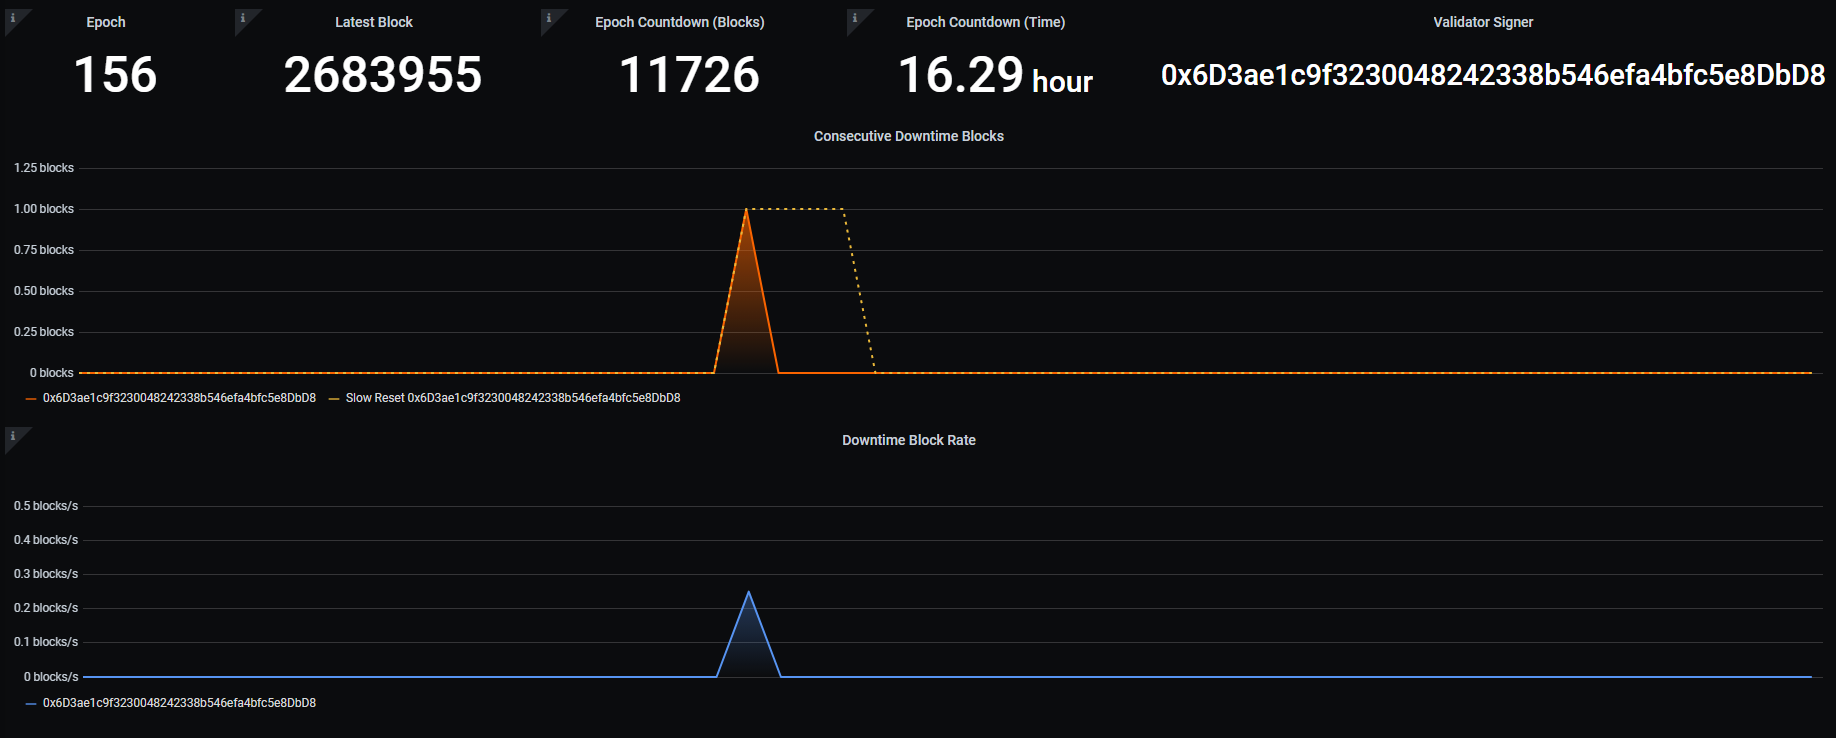 Epoch
Latest Block
Epoch Countdown (Blocks)
Epoch Countdown (Time)
Validator Signer
156
2683955
11726
16.29 hour
0x6D3ae1c9f3230048242338b546efa4bfc5e8DbD8
Consecutive Downtime Blocks
1.25 blocks
1.00 blocks
0.75 blocks
0.50 blocks
0.25 blocks
0 blocks
0x6D3ae1c9f3230048242338b546efa4bfc5e8DbD8
Slow Reset 0x6D3ae1c9f3230048242338b546efa4bfc5e8DbD8
Downtime Block Rate
0.5 blocks/s
0.4 blocks/s
0.3 blocks/s
0.2 blocks/s
0.1 blocks/s
0 blocks/s
0x6D3ae1c9f3230048242338b546efa4bfc5e8DbD8